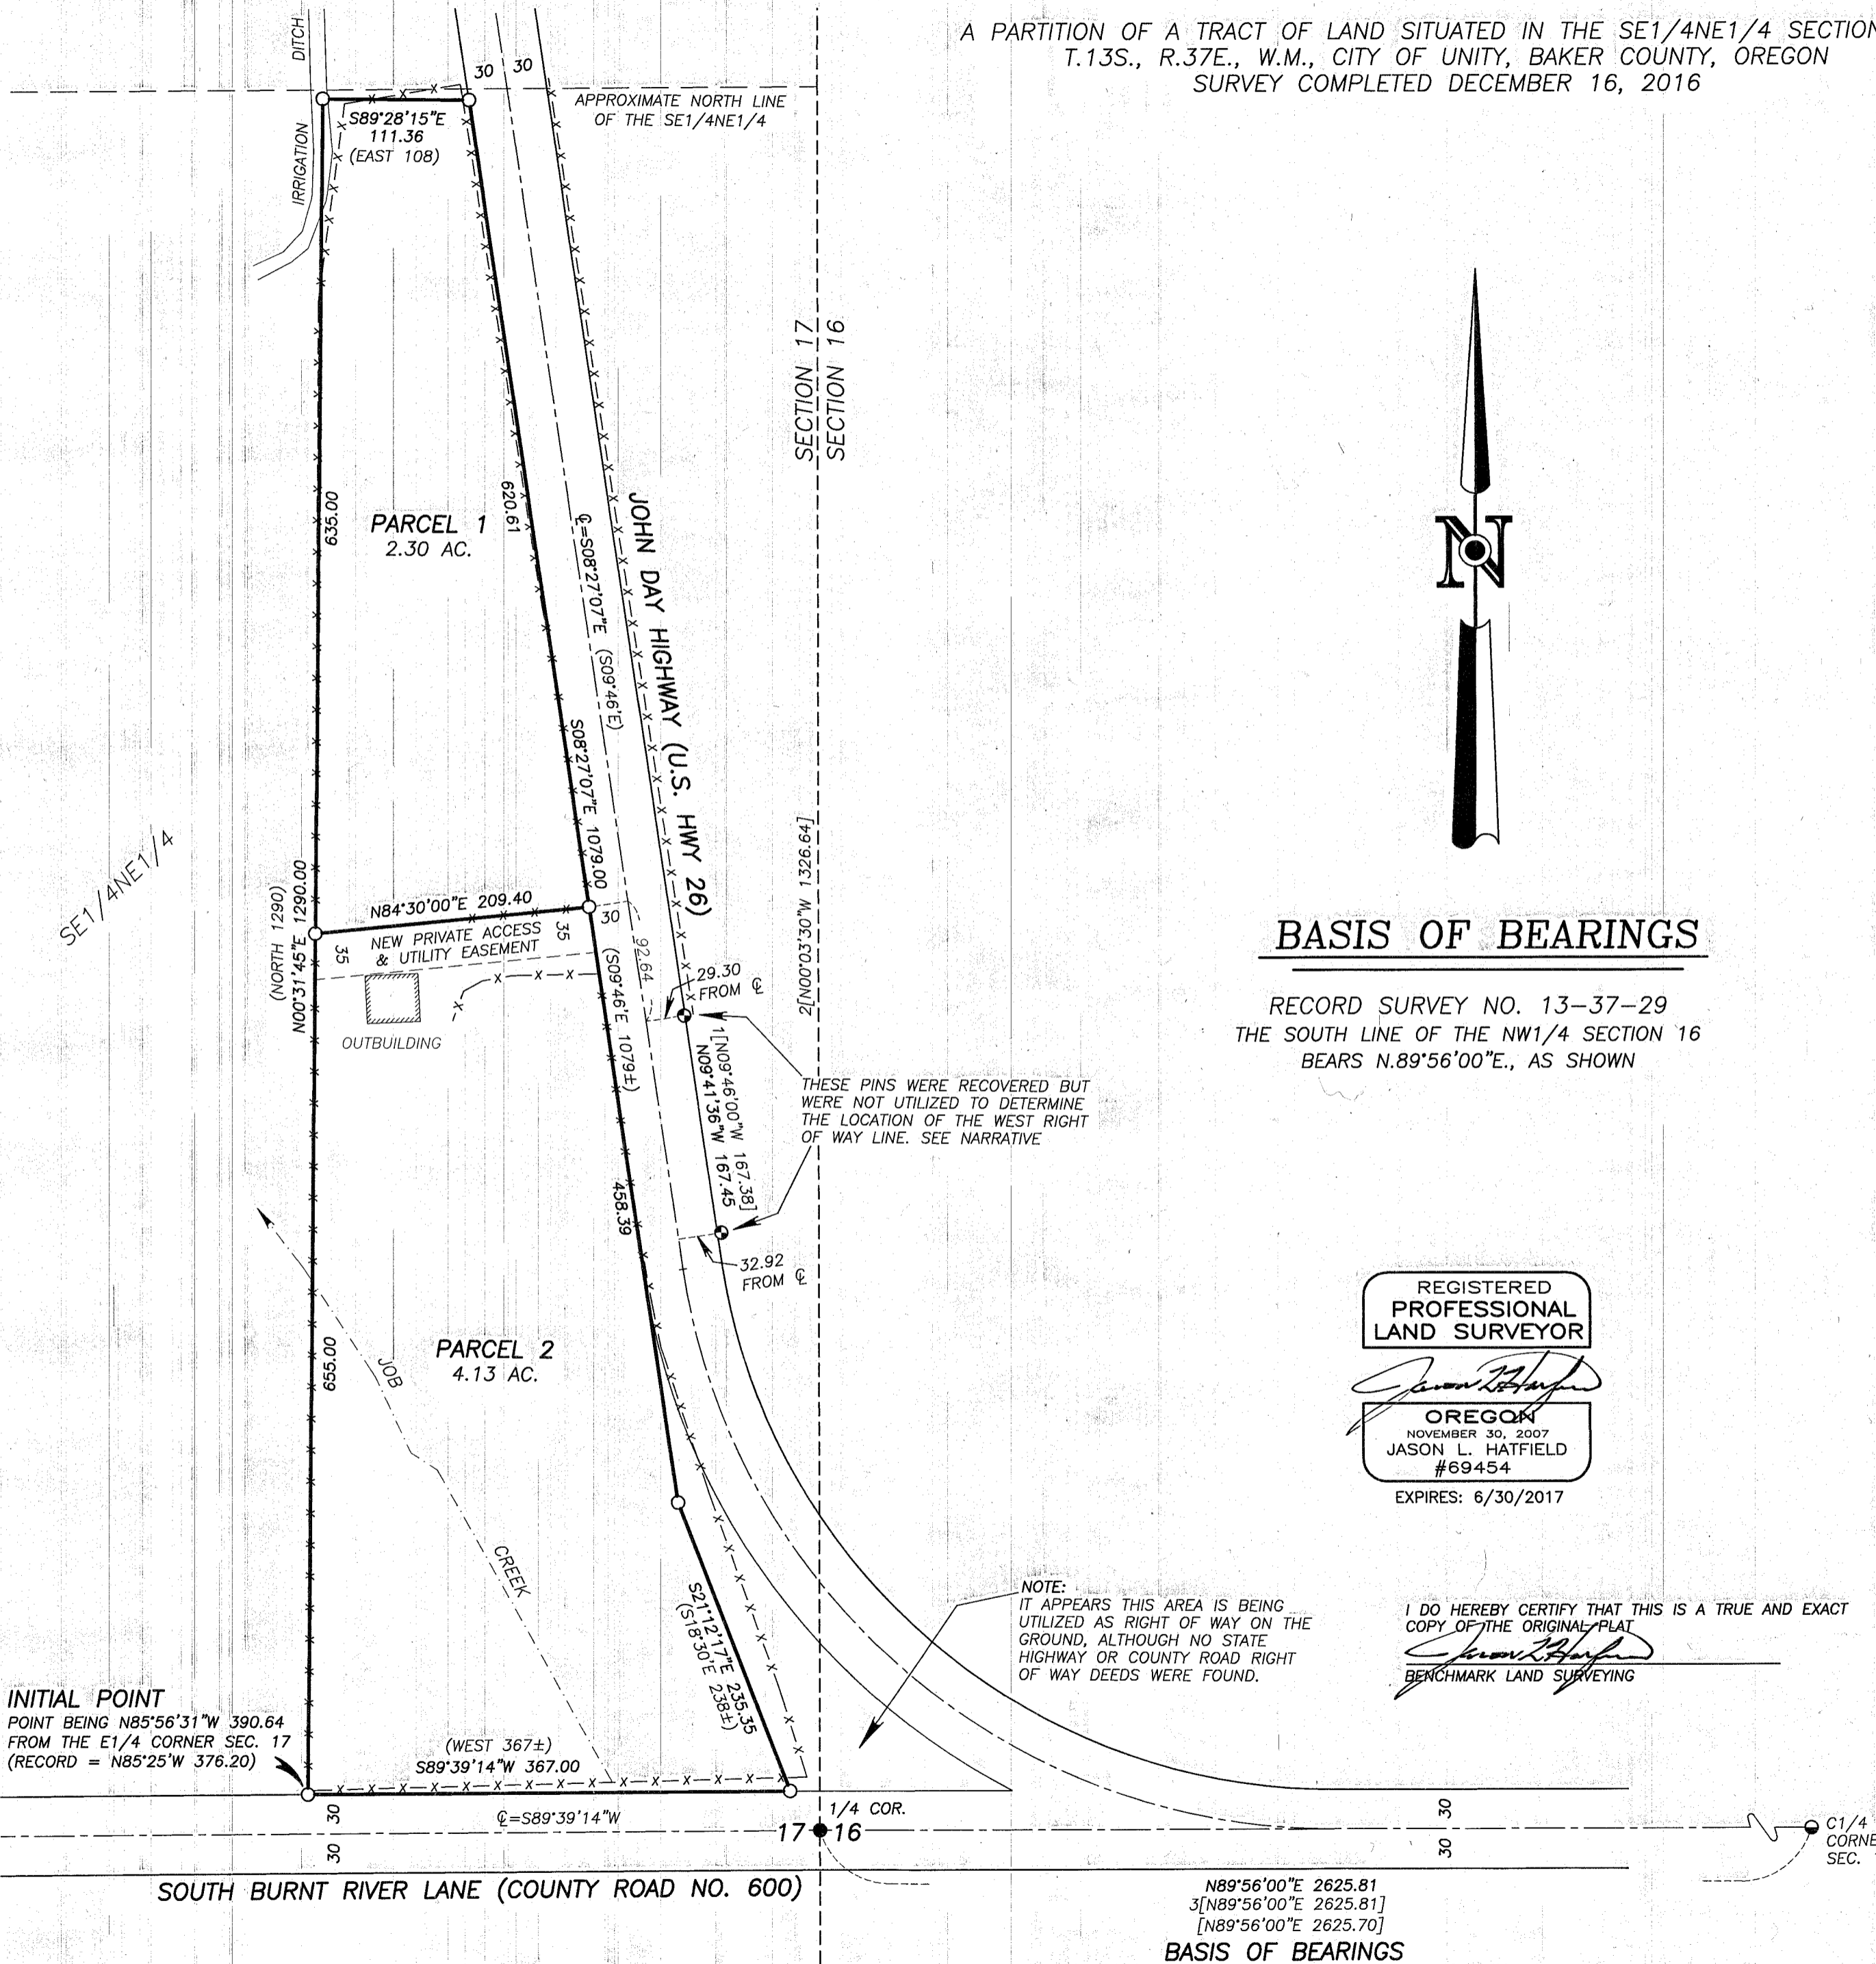 A PARTITION OF A TRACT OF LAND SITUATED IN THE SE1/4NE1/4 SECTION
T.13S., R.37E., W.M., CITY OF UNITY, BAKER COUNTY, OREGON
SURVEY COMPLETED DECEMBER 16, 2016
DITCH
IRRIGATION
30 30
APPROXIMATE NORTH LINE
OF THE SE1/4NE1/4
S89°28'15"E
111.36
(EAST 108)
SECTION 17
SECTION 16
635.00
PARCEL 1
2.30 AC.
620.61
℄=S08°27'07"E (S09°46'E)
JOHN DAY HIGHWAY (U.S. HWY 26)
S08°27'07"E 1079.00
(S09°46'E 1079±)
2[N00°03'30"W 1326.64]
SE1/4NE1/4
(NORTH 1290)
N00°31'45"E 1290.00
N84°30'00"E 209.40
35
NEW PRIVATE ACCESS
& UTILITY EASEMENT
35
30
92.64
29.30
FROM ℄
OUTBUILDING
1[N09°46'00"W 167.38]
N09°41'36"W 167.45
THESE PINS WERE RECOVERED BUT
WERE NOT UTILIZED TO DETERMINE
THE LOCATION OF THE WEST RIGHT
OF WAY LINE. SEE NARRATIVE
458.39
32.92
FROM ℄
N
BASIS OF BEARINGS
RECORD SURVEY NO. 13-37-29
THE SOUTH LINE OF THE NW1/4 SECTION 16
BEARS N.89°56'00"E., AS SHOWN
655.00
PARCEL 2
4.13 AC.
JOB
CREEK
REGISTERED
PROFESSIONAL
LAND SURVEYOR
OREGON
NOVEMBER 30, 2007
JASON L. HATFIELD
#69454
EXPIRES: 6/30/2017
S21°12'17"E 235.35
(S18°30'E 238±)
NOTE:
IT APPEARS THIS AREA IS BEING
UTILIZED AS RIGHT OF WAY ON THE
GROUND, ALTHOUGH NO STATE
HIGHWAY OR COUNTY ROAD RIGHT
OF WAY DEEDS WERE FOUND.
I DO HEREBY CERTIFY THAT THIS IS A TRUE AND EXACT
COPY OF THE ORIGINAL PLAT
BENCHMARK LAND SURVEYING
INITIAL POINT
POINT BEING N85°56'31"W 390.64
FROM THE E1/4 CORNER SEC. 17
(RECORD = N85°25'W 376.20)
(WEST 367±)
S89°39'14"W 367.00
30
30
℄=S89°39'14"W
1/4 COR.
17 16
30
30
C1/4
CORNE
SEC.
SOUTH BURNT RIVER LANE (COUNTY ROAD NO. 600)
N89°56'00"E 2625.81
3[N89°56'00"E 2625.81]
[N89°56'00"E 2625.70]
BASIS OF BEARINGS